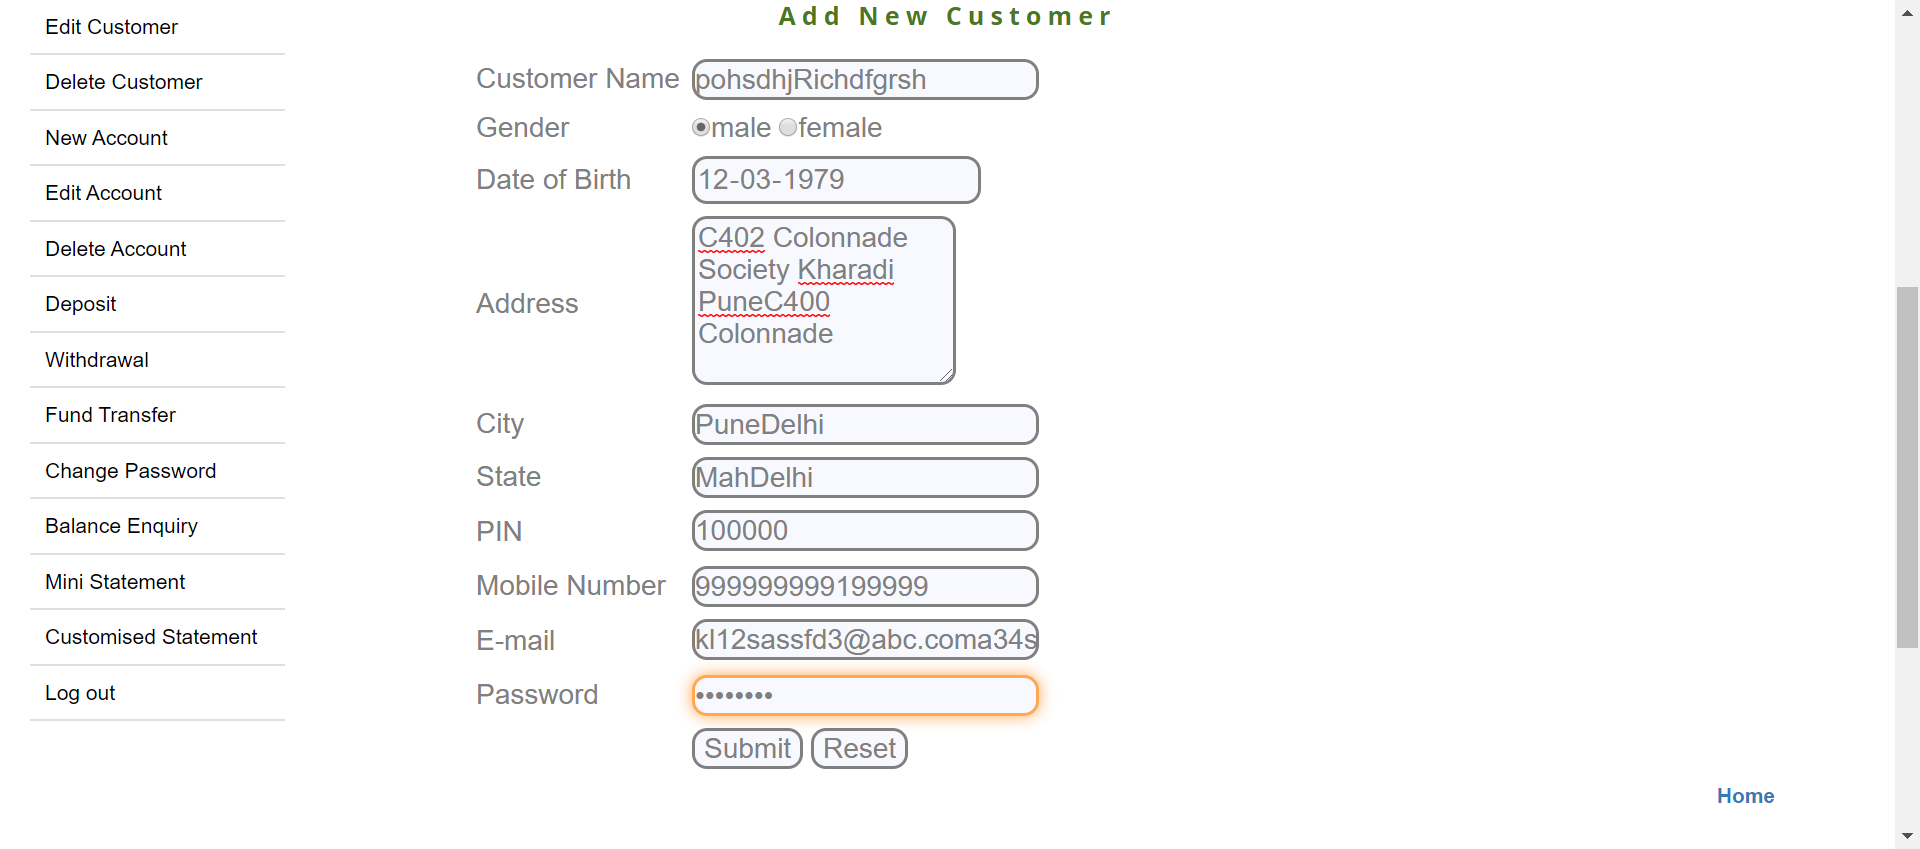 Edit Customer
Delete Customer
New Account
Edit Account
Delete Account
Deposit
Withdrawal
Fund Transfer
Change Password
Balance Enquiry
Mini Statement
Customised Statement
Log out
Add New Customer
Customer Name pohsdhjRichdfgrsh
Gender male female
Date of Birth 12-03-1979
Address
C402 Colonnade
Society Kharadi
PuneC400
Colonnade
City PuneDelhi
State MahDelhi
PIN 100000
Mobile Number 999999999199999
E-mail kl12sassfd3@abc.coma34s
Password ••••••••
Submit Reset
Home